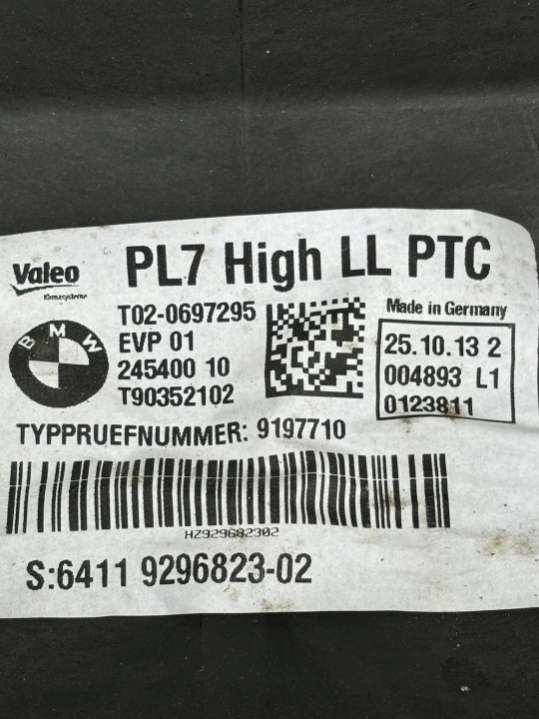 Valeo
Klimasysteme
PL7 High LL PTC
BMW
T02-0697295
EVP 01
245400 10
T90352102
Made in Germany
25.10.13 2
004893 L1
0123811
TYPPRUEFNUMMER: 9197710
HZ929682302
S:6411 9296823-02